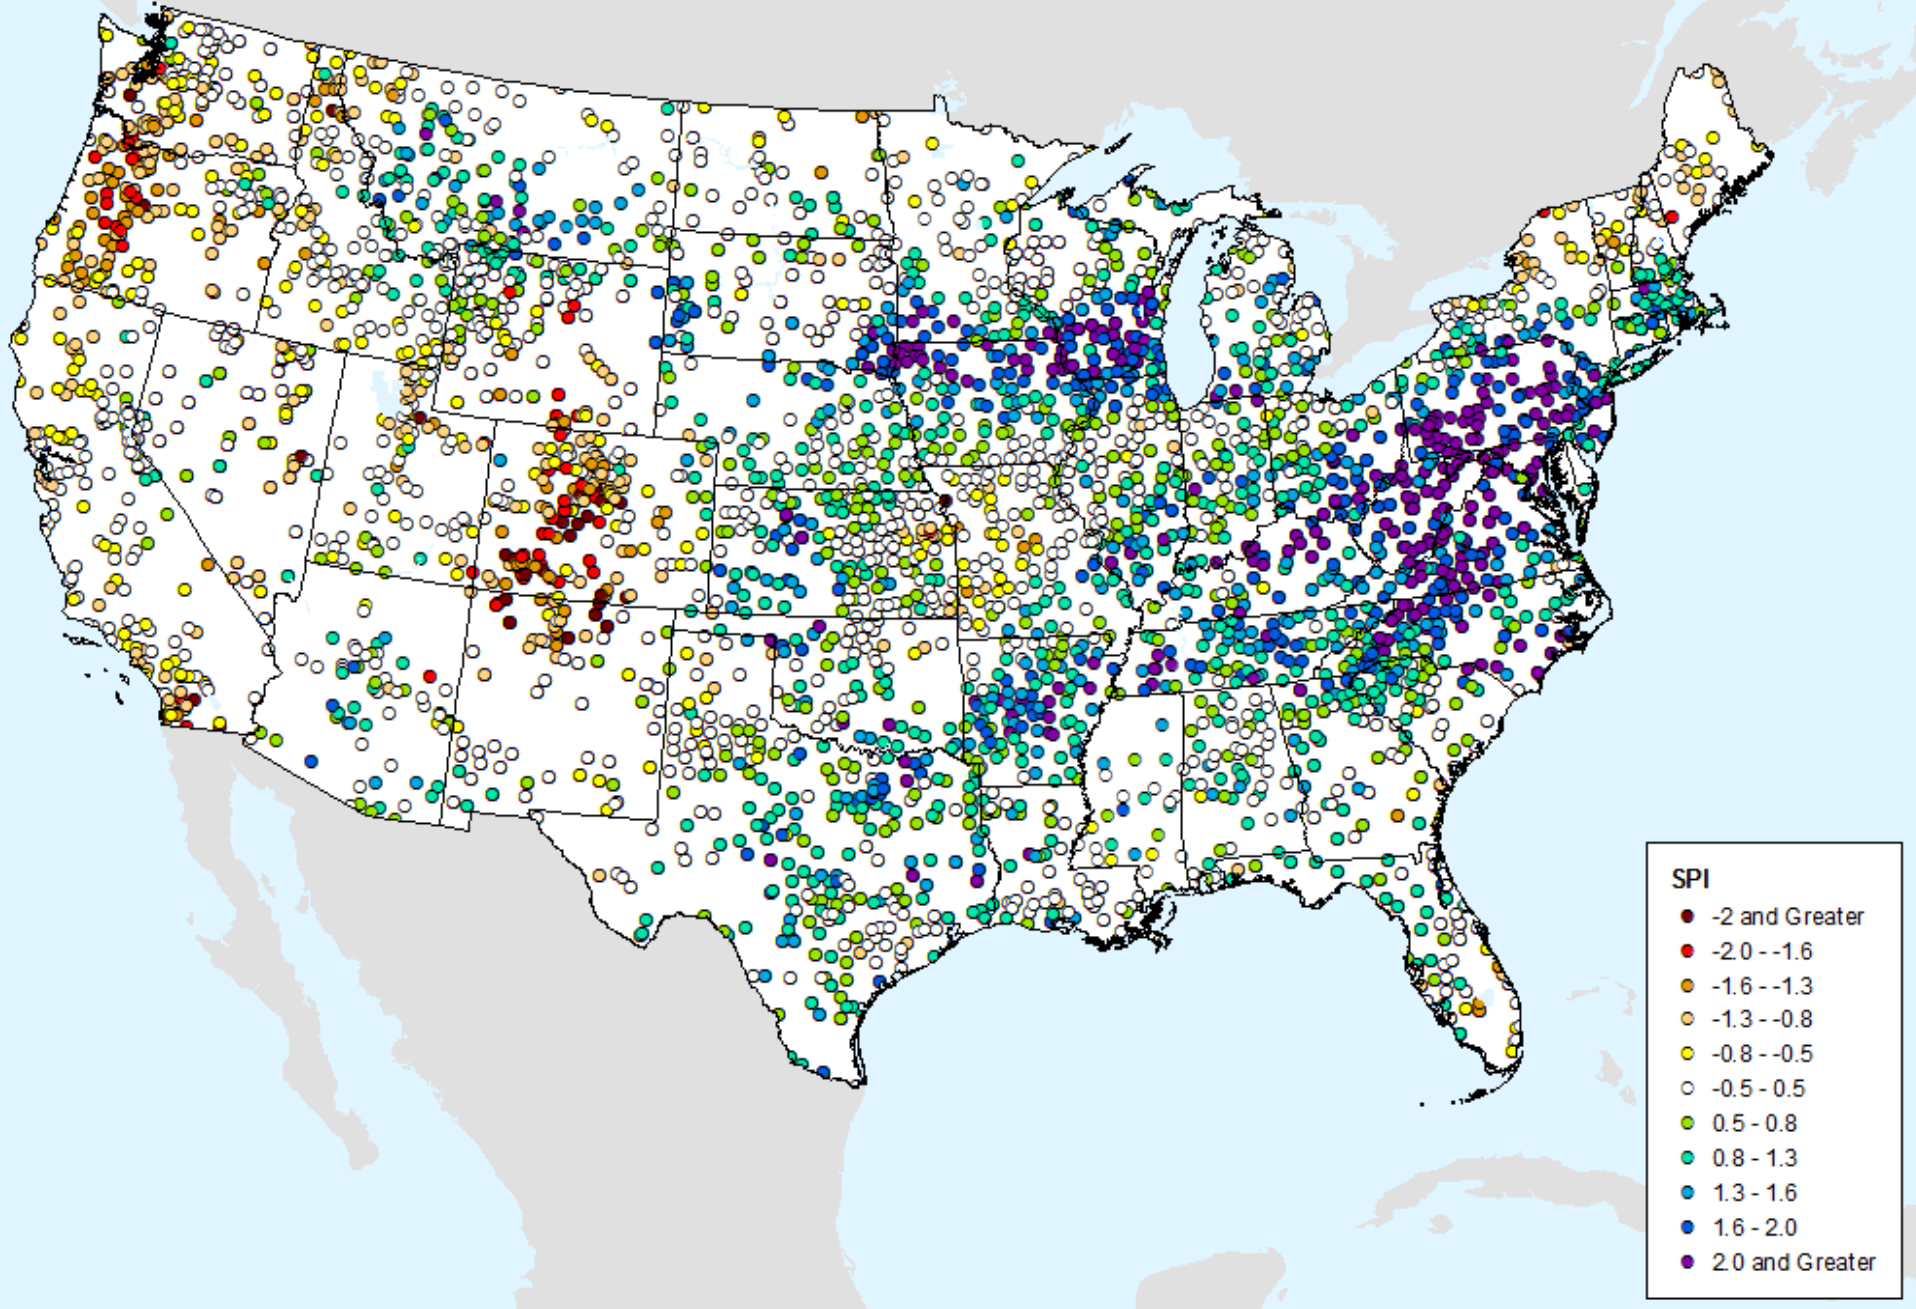 SPI
-2 and Greater
-2.0 - -1.6
-1.6 - -1.3
-1.3 - -0.8
-0.8 - -0.5
-0.5 - 0.5
0.5 - 0.8
0.8 - 1.3
1.3 - 1.6
1.6 - 2.0
2.0 and Greater